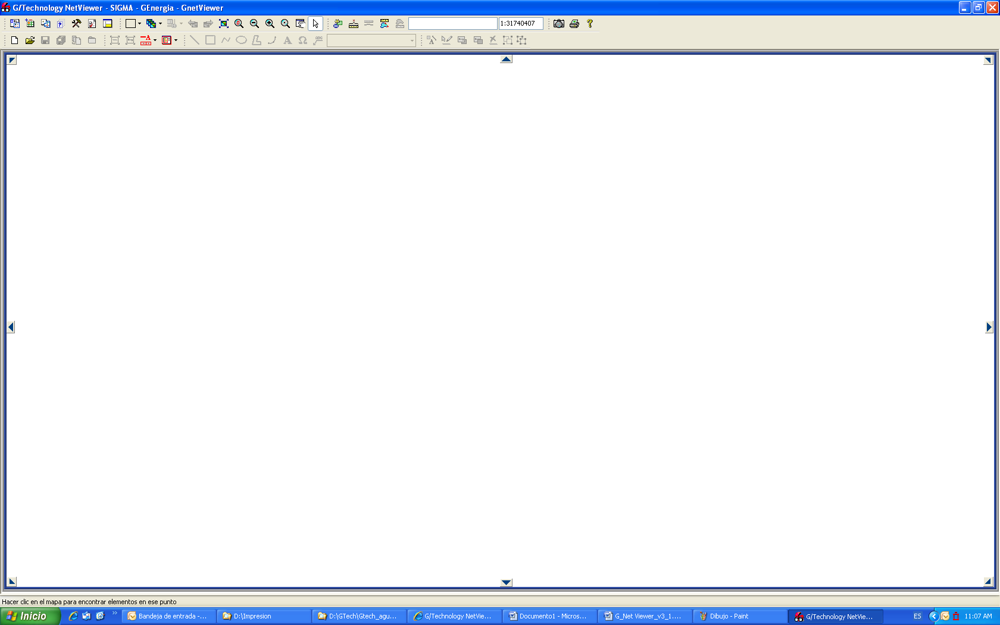 G/Technology NetViewer - SIGMA - GEnergia - GnetViewer
1:31740407
Hacer clic en el mapa para encontrar elementos en ese punto
Inicio
Bandeja de entrada -...
D:\Impresion
D:\GTech\Gtech_agu...
G/Technology NetVie...
Documento1 - Micros...
G_Net Viewer_v3_1....
Dibujo - Paint
G/Technology NetVie...
ES
11:07 AM